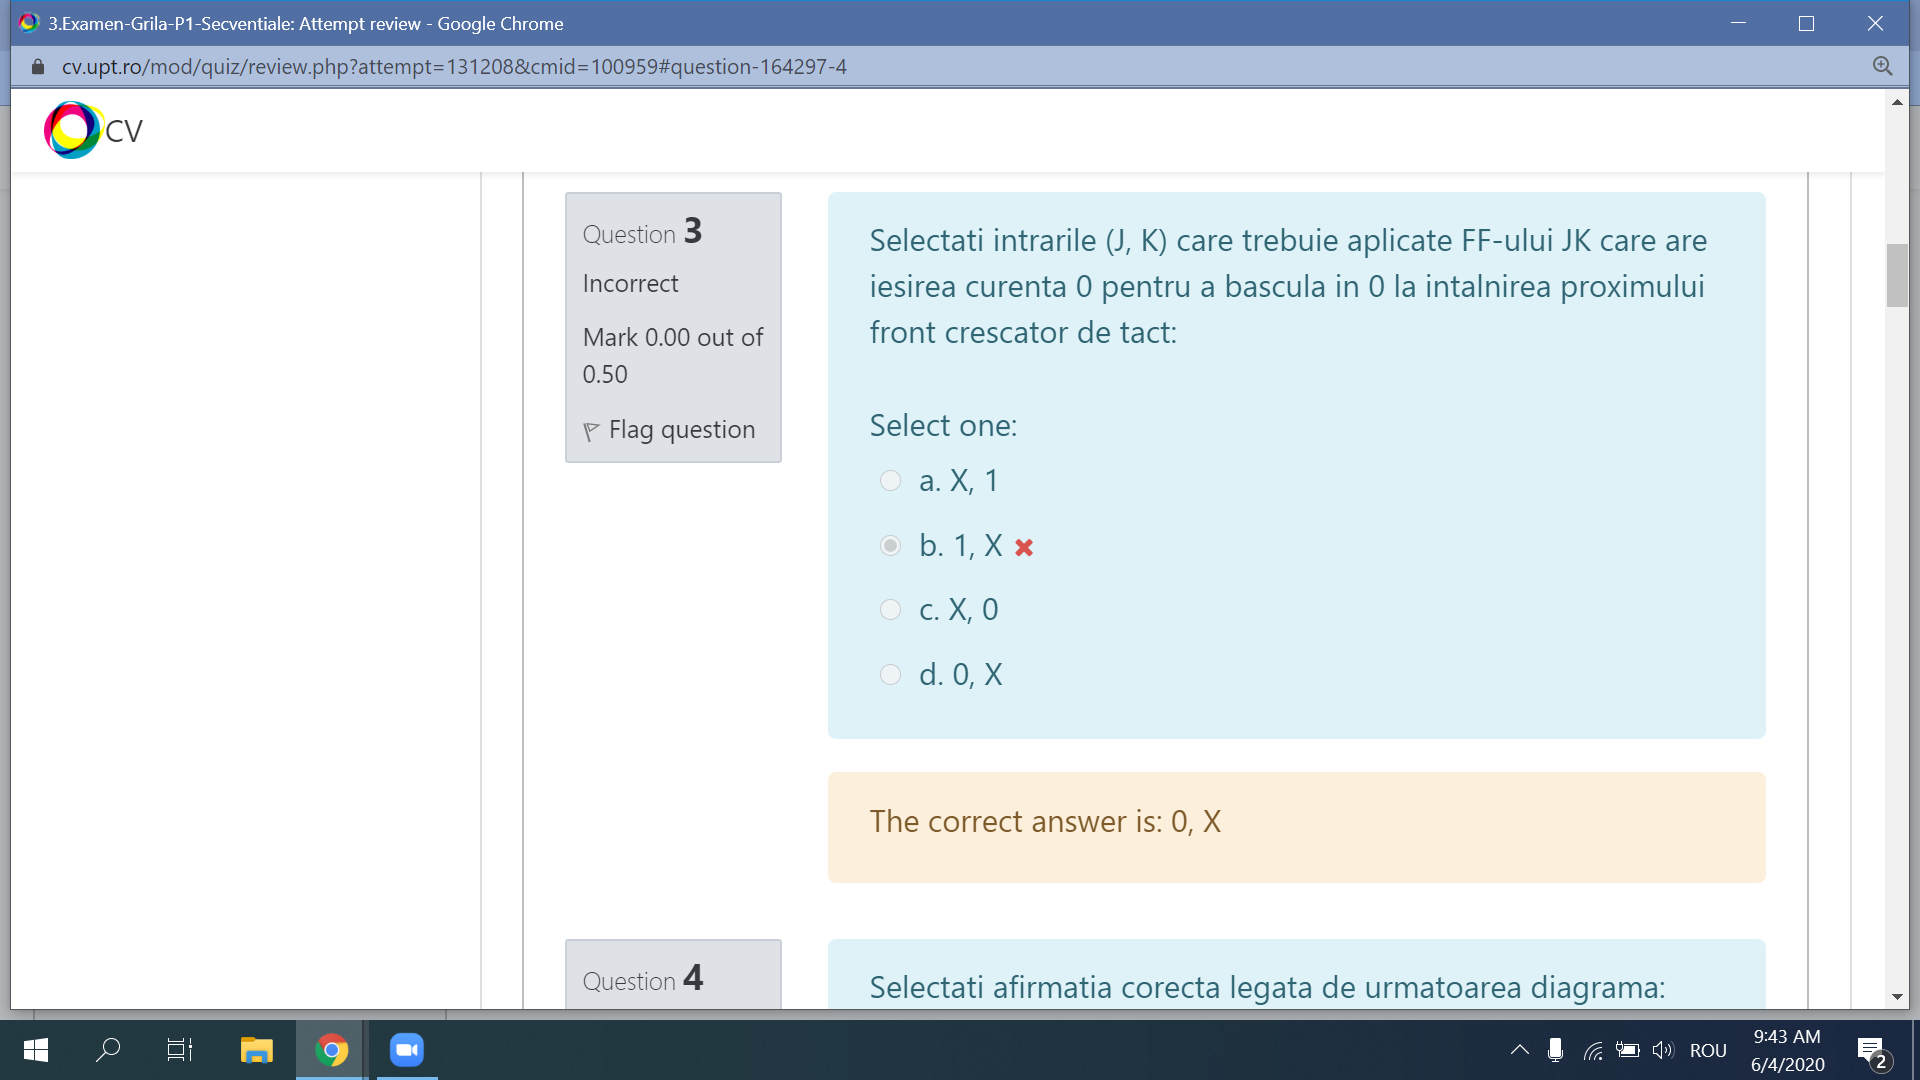 3.Examen-Grila-P1-Secventiale: Attempt review - Google Chrome
cv.upt.ro/mod/quiz/review.php?attempt=131208&cmid=100959#question-164297-4
CV
Question 3
Incorrect
Mark 0.00 out of
0.50
Flag question
Selectati intrarile (J, K) care trebuie aplicate FF-ului JK care are
iesirea curenta 0 pentru a bascula in 0 la intalnirea proximului
front crescator de tact:
Select one:
a. X, 1
b. 1, X
c. X, 0
d. 0, X
The correct answer is: 0, X
Question 4
Selectati afirmatia corecta legata de urmatoarea diagrama:
ROU
9:43 AM
6/4/2020
2